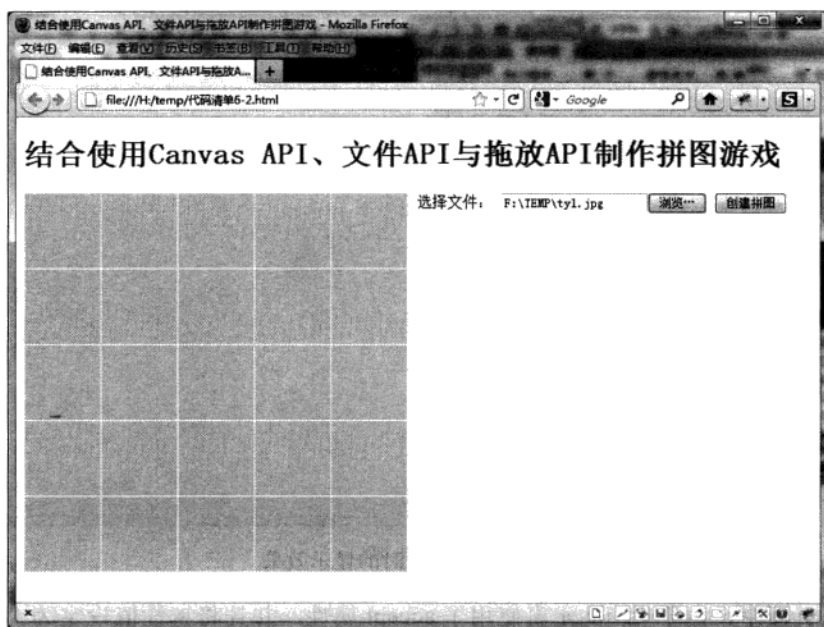 结合使用Canvas API、文件API与拖放API制作拼图游戏 - Mozilla Firefox
文件(F) 编辑(E) 查看(V) 历史(S) 书签(B) 工具(T) 帮助(H)
结合使用Canvas API、文件API与拖放A...
file:///H:/temp/代码清单6-2.html
Google
结合使用Canvas API、文件API与拖放API制作拼图游戏
选择文件： F:\TEMP\tyl.jpg 浏览… 创建拼图